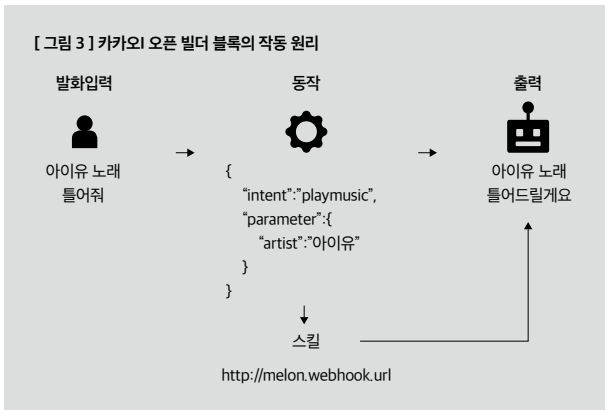 [ 그림 3 ] 카카오I 오픈 빌더 블록의 작동 원리
발화입력
아이유 노래
틀어줘
동작
{
“intent”:”playmusic”,
“parameter”:{
“artist”:”아이유”
}
}
스킬
http://melon.webhook.url
출력
아이유 노래
틀어드릴게요